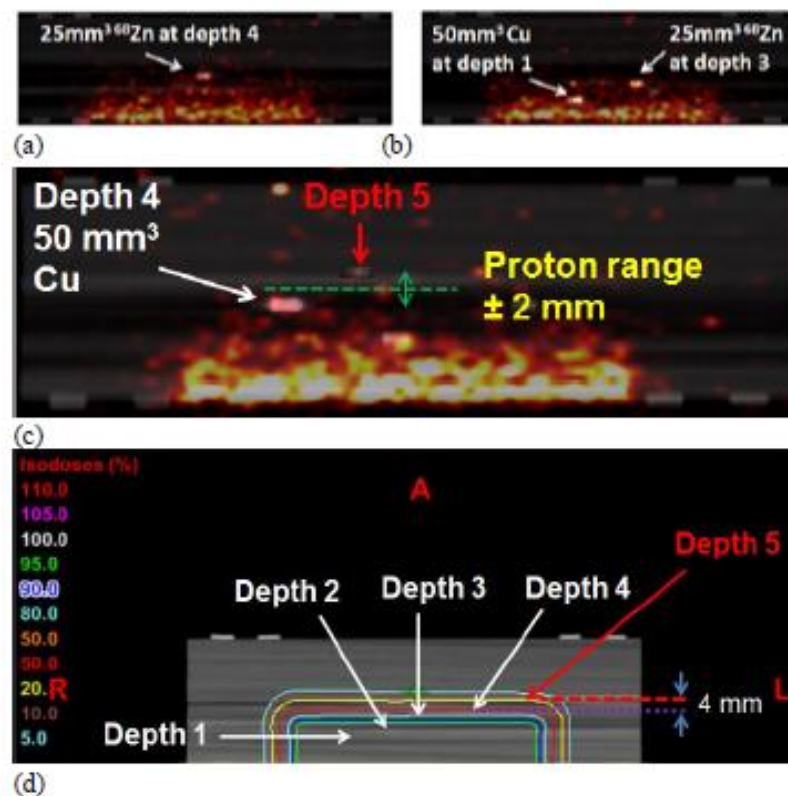 25mm³ ⁶⁸Zn at depth 4
50mm³Cu
at depth 1
25mm³ ⁶⁸Zn
at depth 3
(a)
(b)
Depth 4
50 mm³
Cu
Depth 5
Proton range
± 2 mm
(c)
Isodoses (%)
110.0
105.0
100.0
95.0
90.0
80.0
50.0
50.0
20.
10.0
5.0
R
A
L
Depth 5
Depth 3
Depth 2
Depth 4
4 mm
Depth 1
(d)